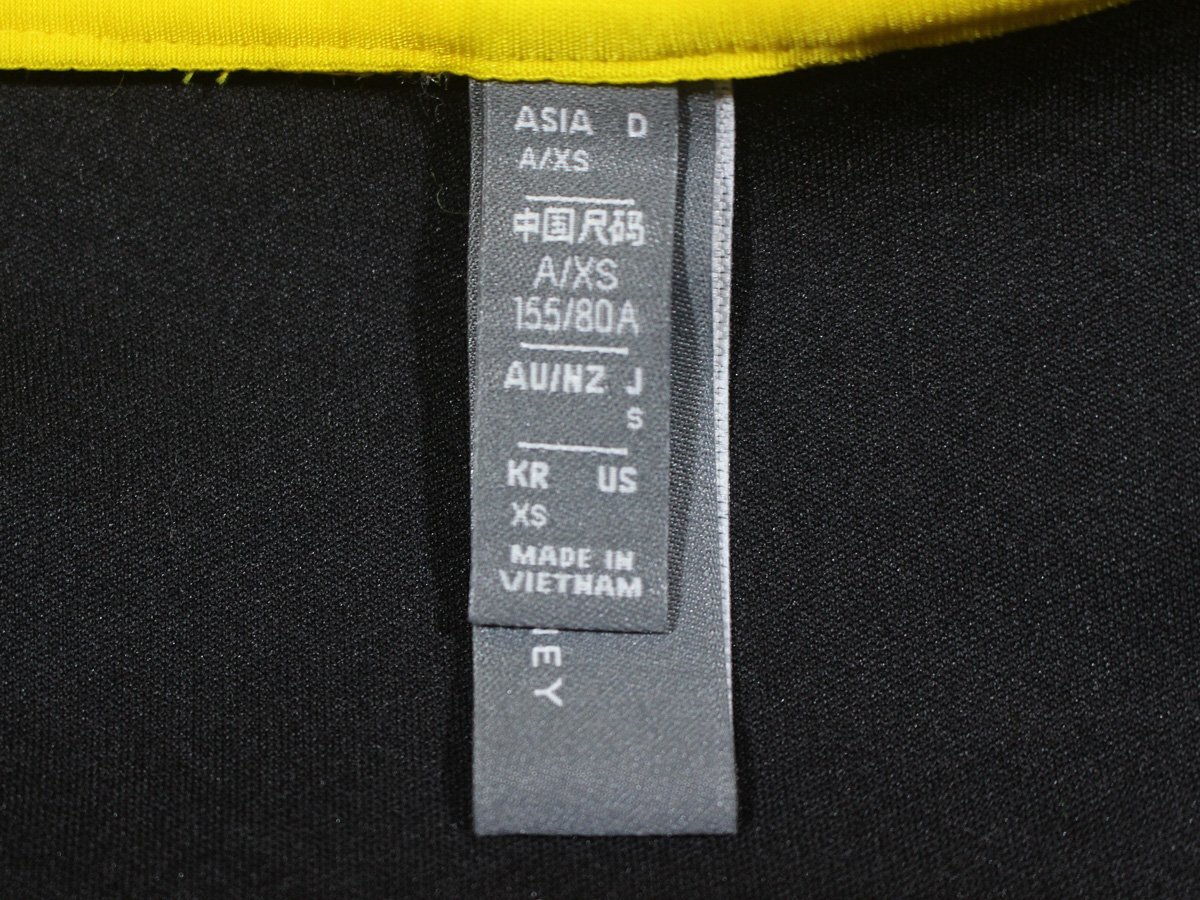 ASIA D
A/XS
中国尺码
A/XS
155/80A
AU/NZ J
S
KR US
XS
MADE IN
VIETNAM